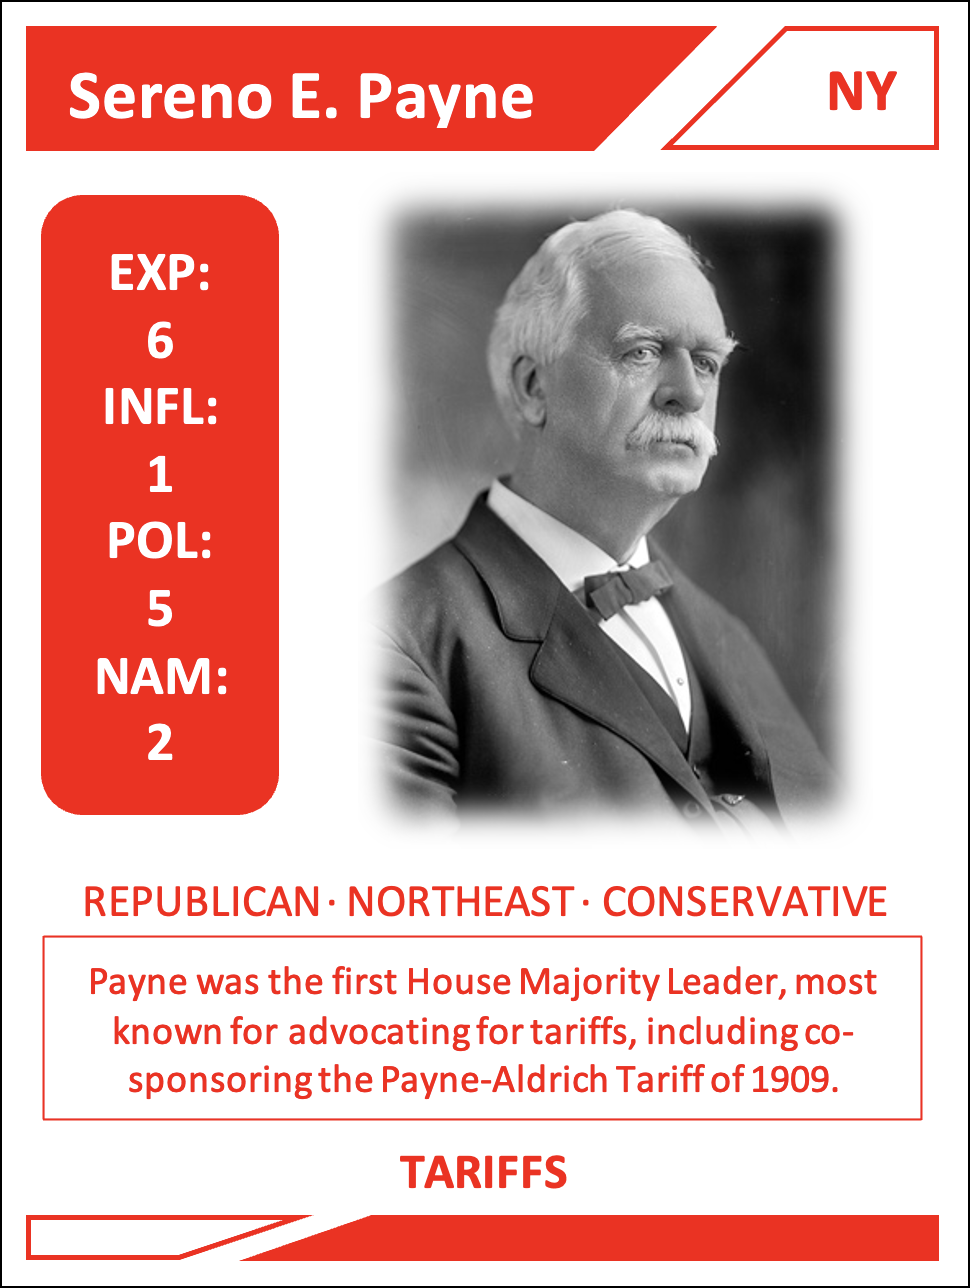 Sereno E. Payne
NY
EXP:
6
INFL:
1
POL:
5
NAM:
2
REPUBLICAN · NORTHEAST · CONSERVATIVE
Payne was the first House Majority Leader, most
known for advocating for tariffs, including co-
sponsoring the Payne-Aldrich Tariff of 1909.
TARIFFS